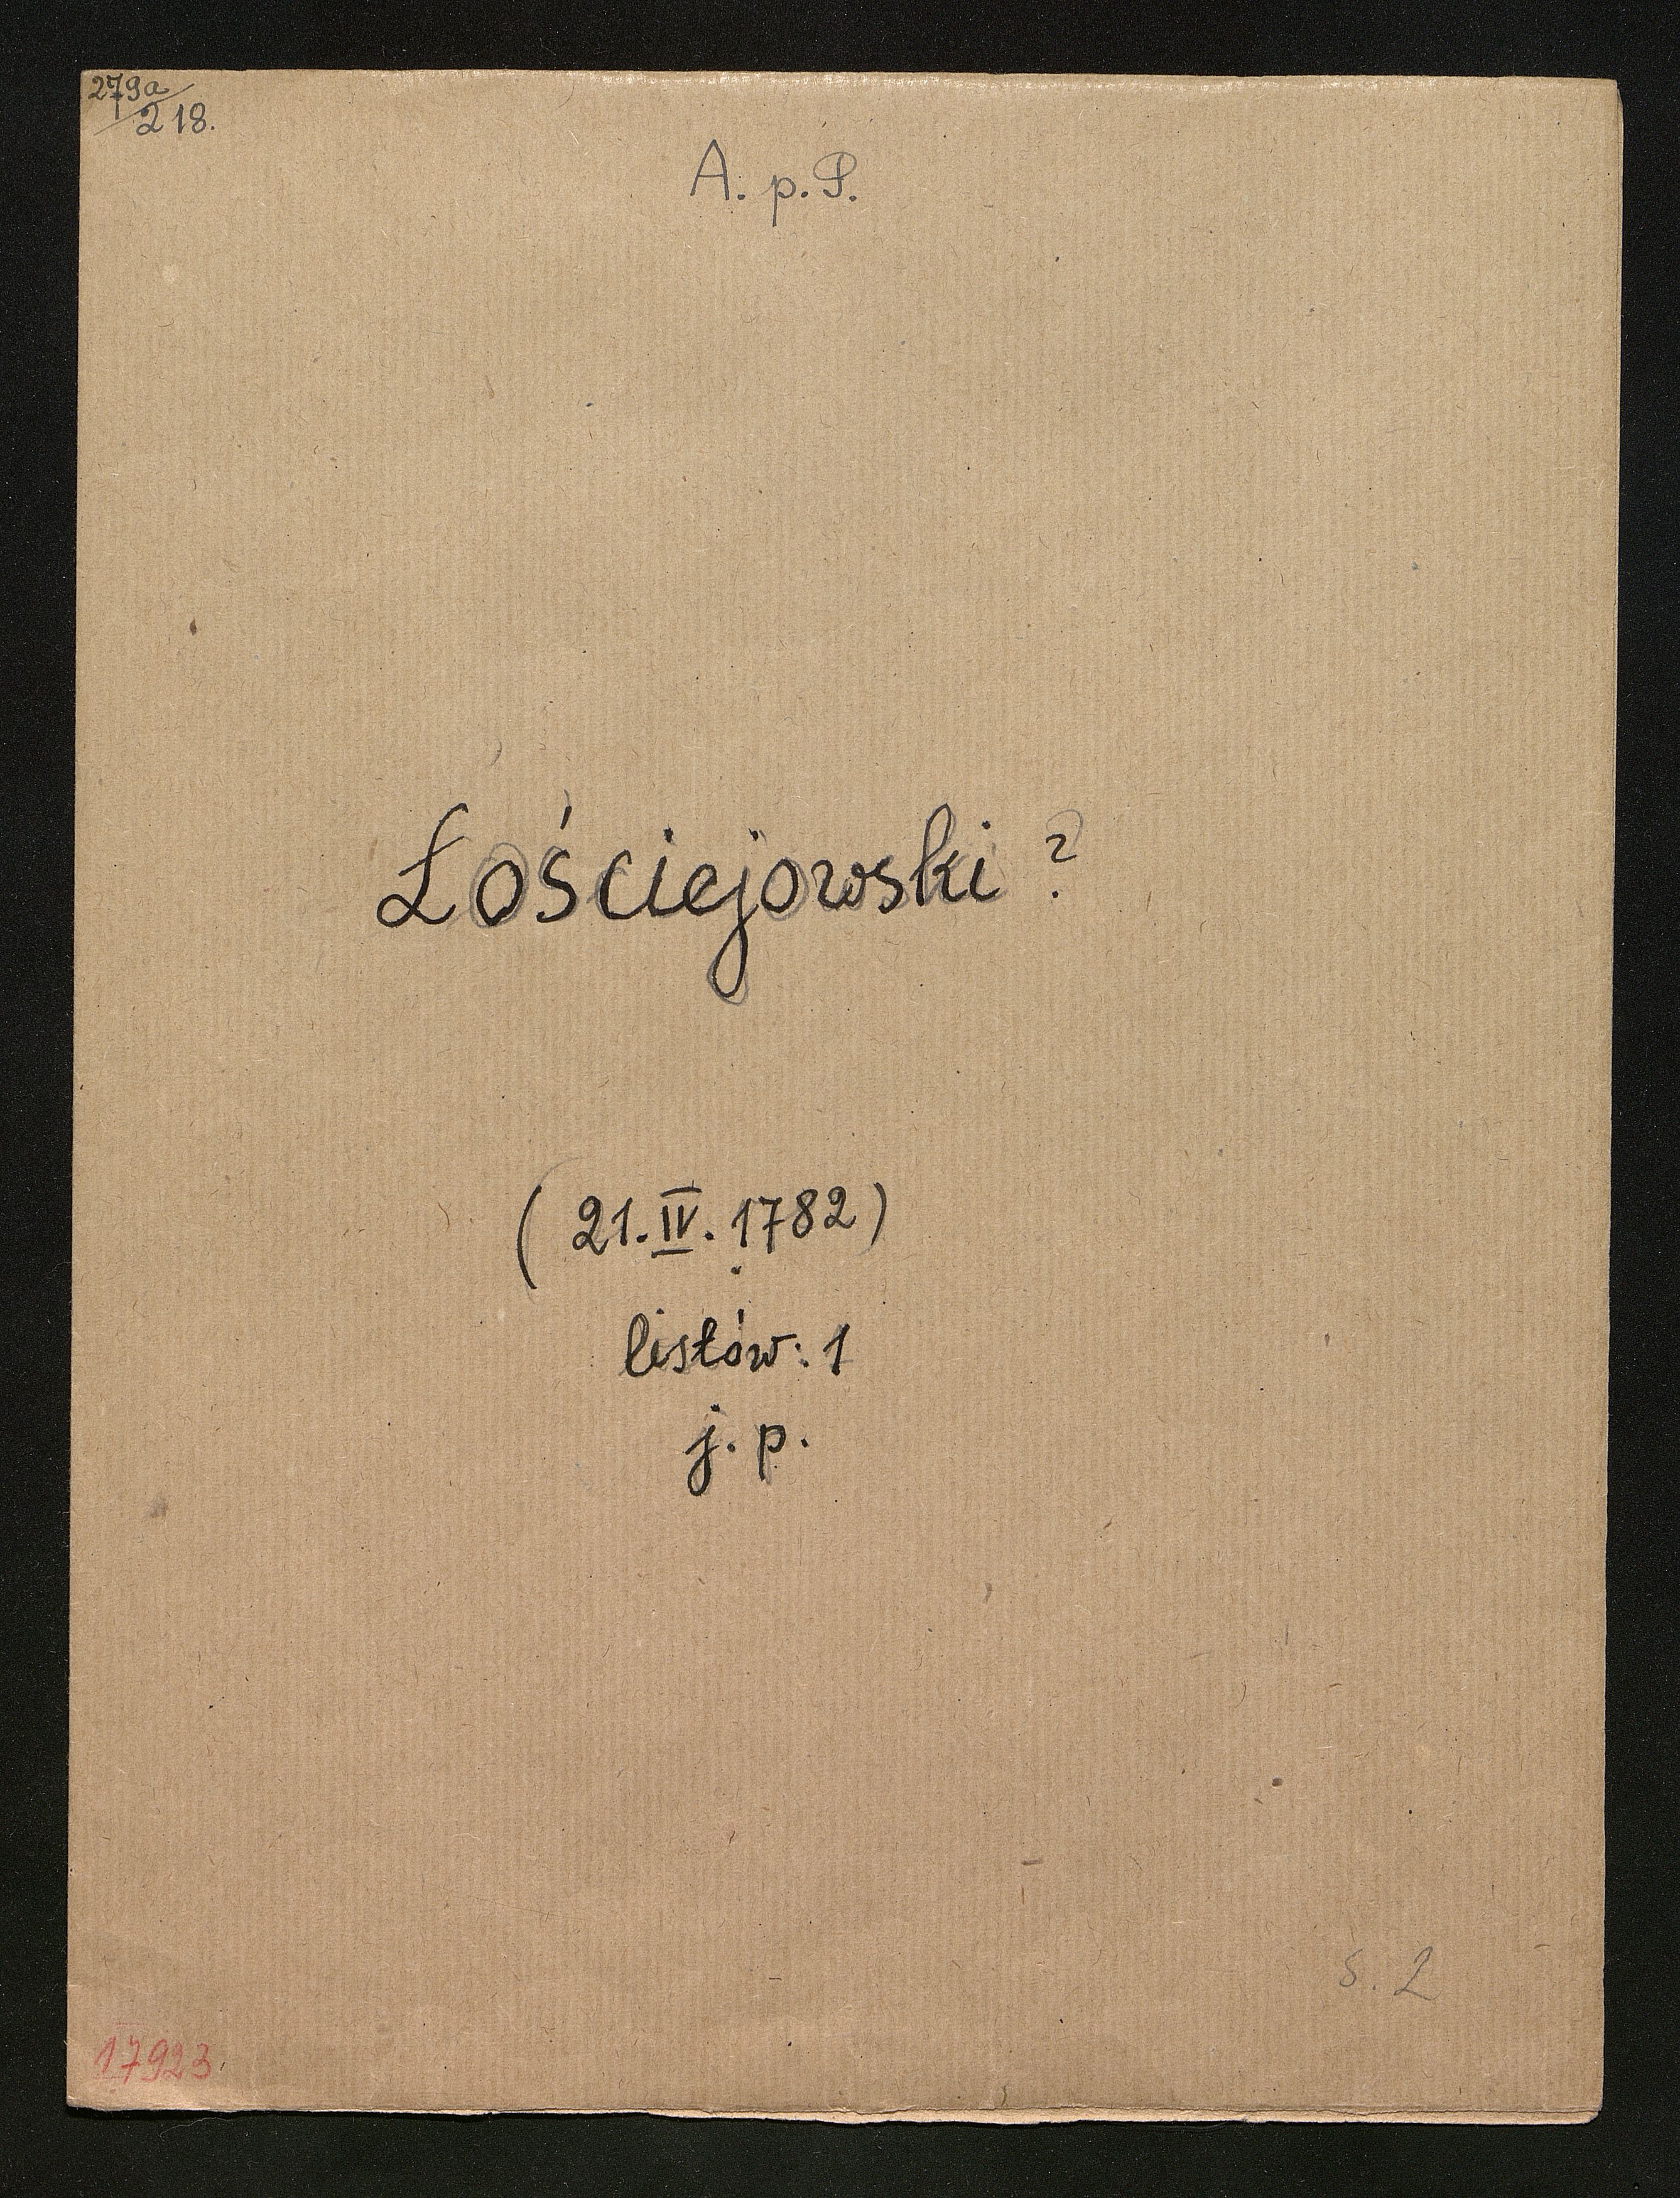 279a/218.
A. p. P.
Łościejowski ?
( 21. IV. 1782)
listów: 1
j. p.
s. 2
17923